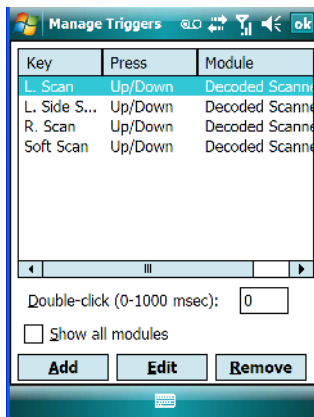 Manage Triggers ok
Key Press Module
L. Scan Up/Down Decoded Scanne
L. Side S... Up/Down Decoded Scanne
R. Scan Up/Down Decoded Scanne
Soft Scan Up/Down Decoded Scanne
Double-click (0-1000 msec): 0
Show all modules
Add Edit Remove